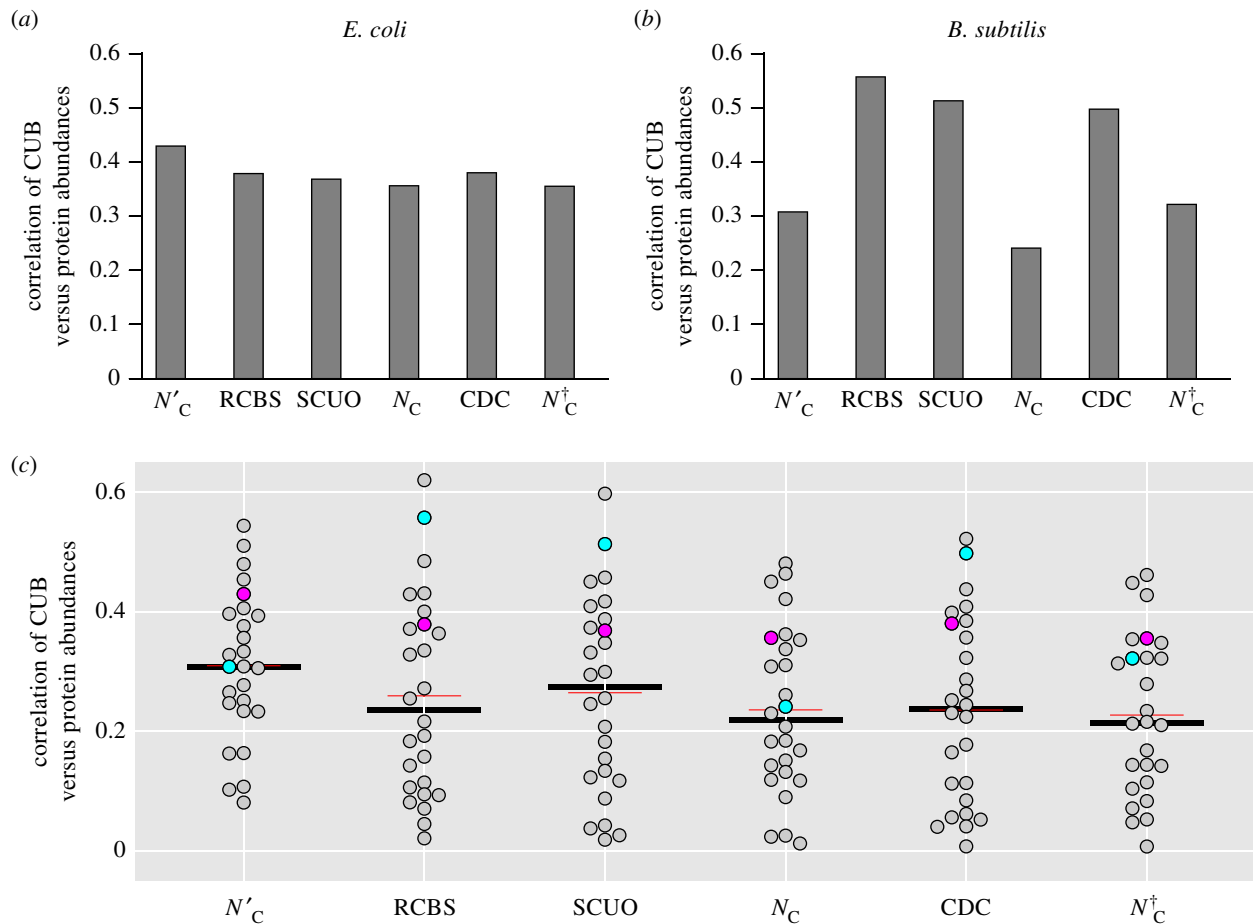 (a)
E. coli
correlation of CUB
versus protein abundances
0.6
0.5
0.4
0.3
0.2
0.1
0
N′C RCBS SCUO NC CDC N†C
(b)
B. subtilis
correlation of CUB
versus protein abundances
0.6
0.5
0.4
0.3
0.2
0.1
0
N′C RCBS SCUO NC CDC N†C
(c)
correlation of CUB
versus protein abundances
0.6
0.4
0.2
0
N′C RCBS SCUO NC CDC N†C